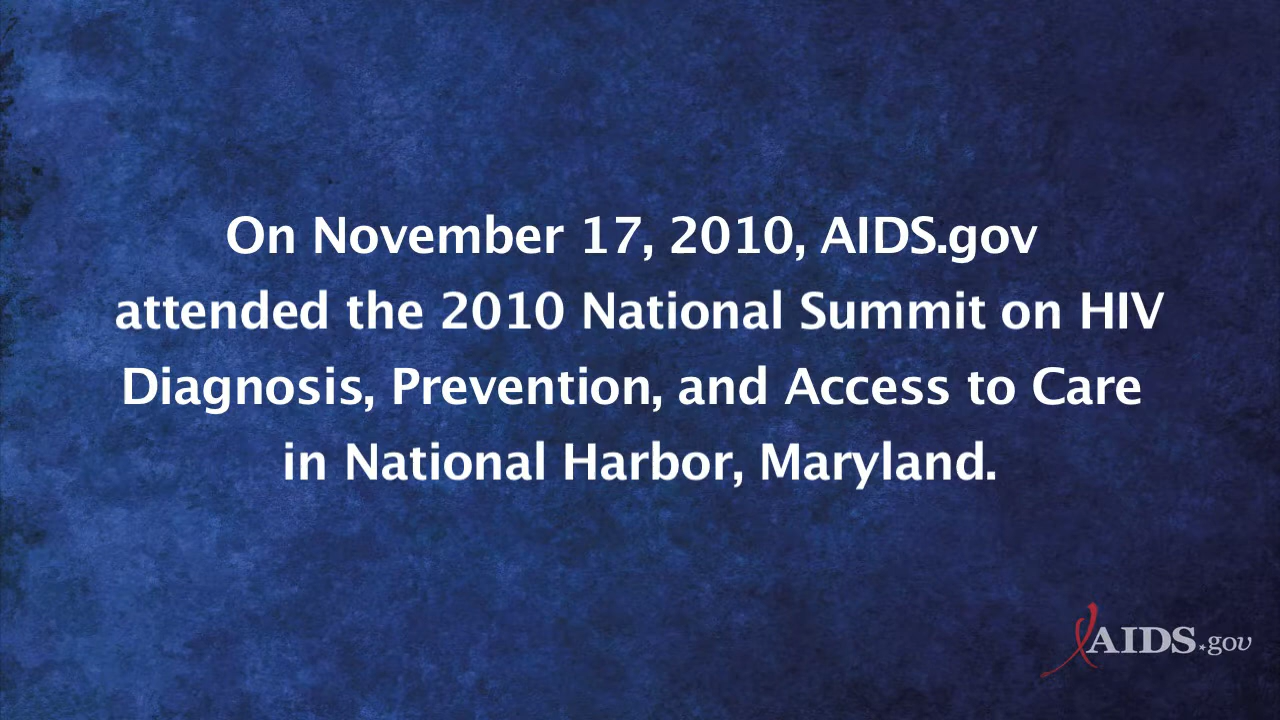 On November 17, 2010, AIDS.gov
attended the 2010 National Summit on HIV
Diagnosis, Prevention, and Access to Care
in National Harbor, Maryland.
AIDS.gov